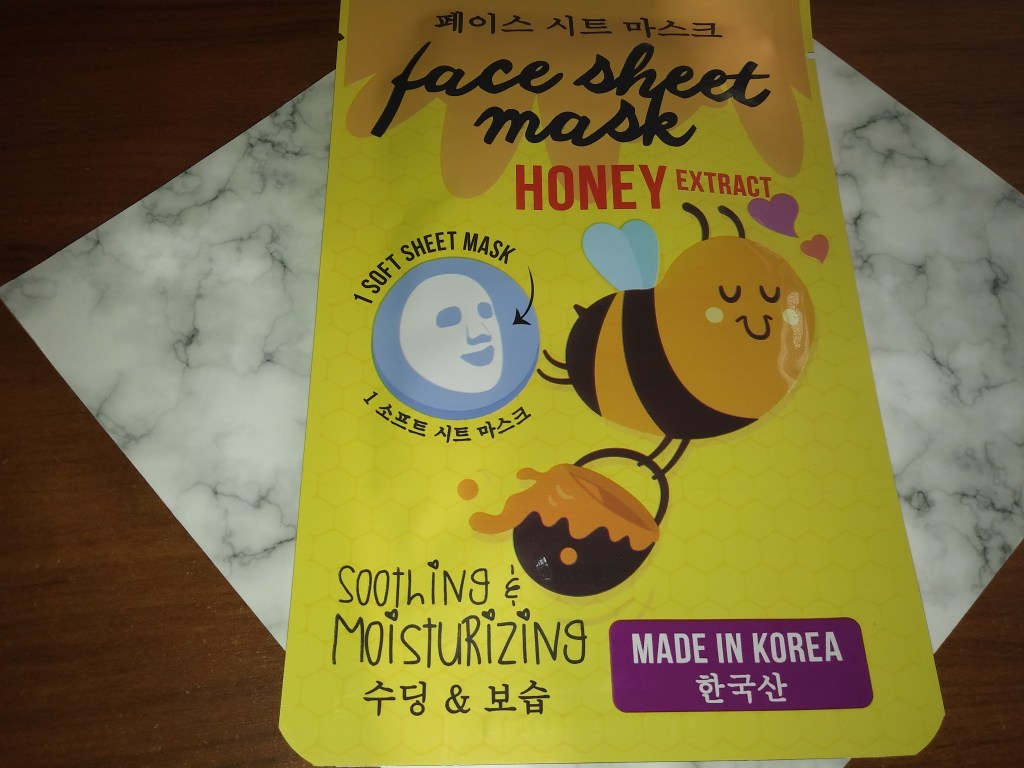 페이스 시트 마스크
face sheet
mask
HONEY EXTRACT
1 SOFT SHEET MASK
1 소프트 시트 마스크
Soothing &
Moisturizing
수딩 & 보습
MADE IN KOREA
한국산